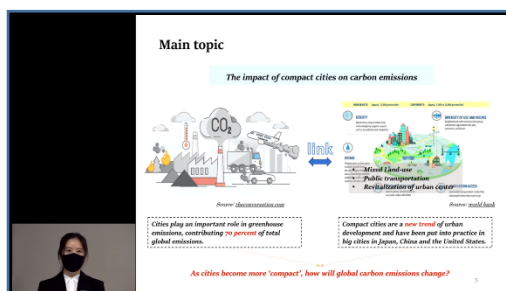 Main topic
The impact of compact cities on carbon emissions
CO2
link
DENSITY
• Mixed Land-use
• Public transportation
• Revitalization of urban center
Source: theconversation.com
Source: world bank
Cities play an important role in greenhouse
emissions, contributing 70 percent of total
global emissions.
Compact cities are a new trend of urban
development and have been put into practice in
big cities in Japan, China and the United States.
As cities become more 'compact', how will global carbon emissions change?
5